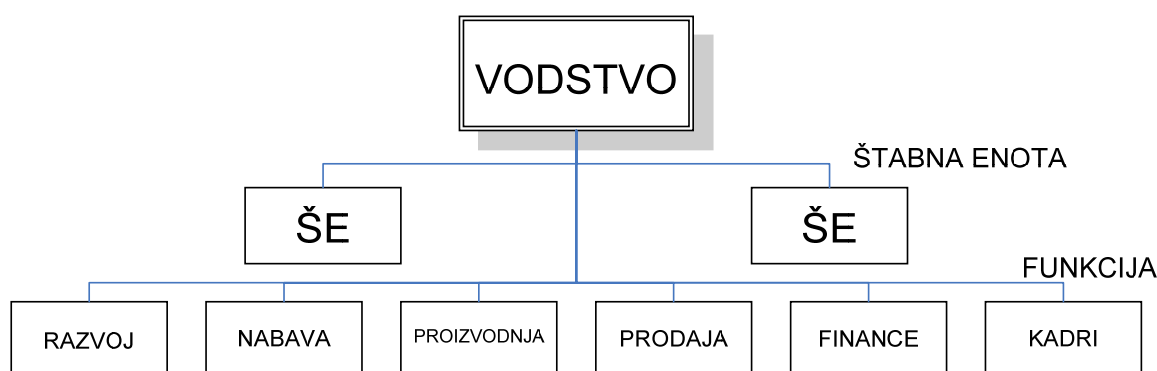 VODSTVO
ŠTABNA ENOTA
ŠE
ŠE
FUNKCIJA
RAZVOJ
NABAVA
PROIZVODNJA
PRODAJA
FINANCE
KADRI